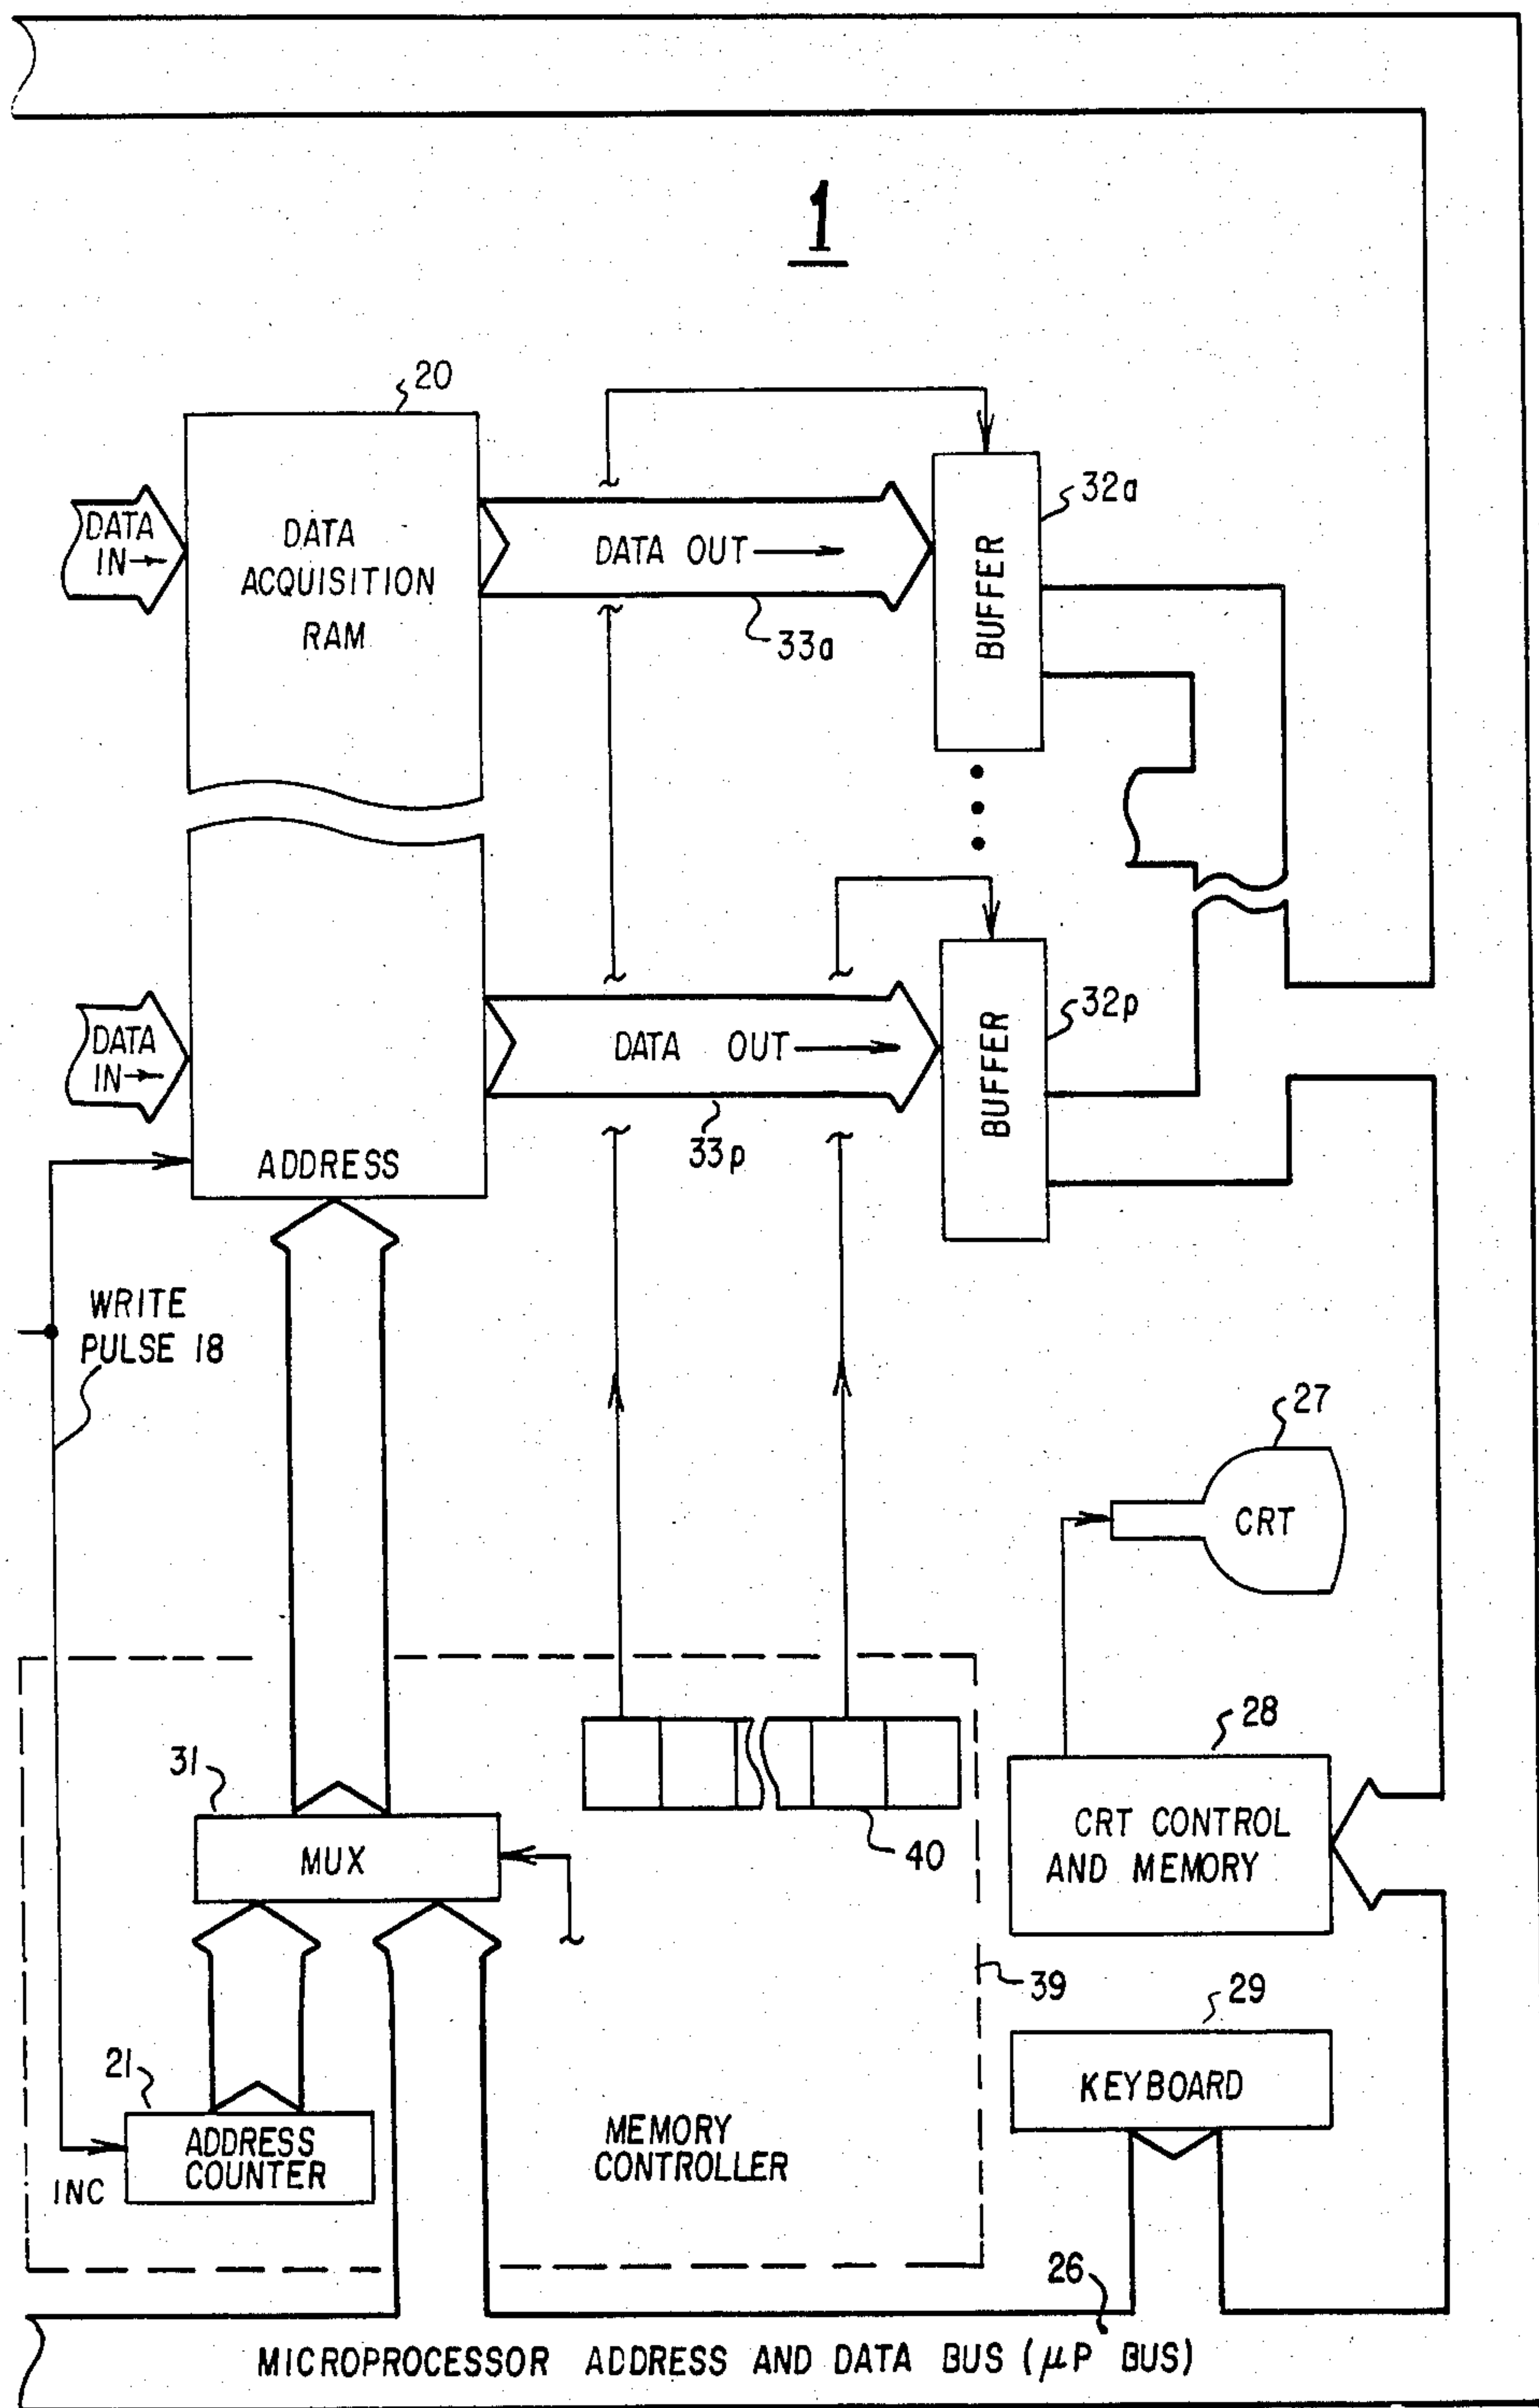 1
20
DATA
IN
DATA
ACQUISITION
RAM
DATA OUT
33a
BUFFER
32a
DATA
IN
ADDRESS
DATA OUT
33p
BUFFER
32p
WRITE
PULSE 18
27
CRT
28
CRT CONTROL
AND MEMORY
31
MUX
40
39
29
KEYBOARD
21
ADDRESS
COUNTER
INC
MEMORY
CONTROLLER
26
MICROPROCESSOR ADDRESS AND DATA BUS (μP BUS)